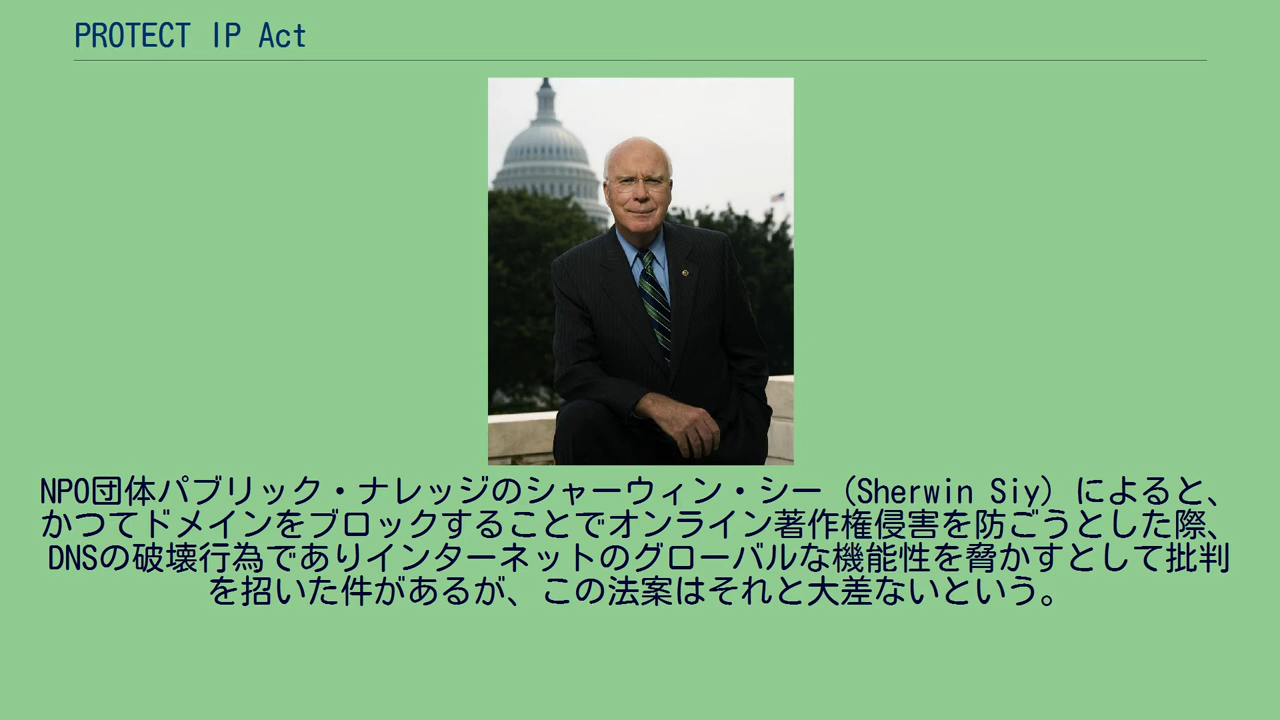 PROTECT IP Act
NPO団体パブリック・ナレッジのシャーウィン・シー（Sherwin Siy）によると、
かつてドメインをブロックすることでオンライン著作権侵害を防ごうとした際、
DNSの破壊行為でありインターネットのグローバルな機能性を脅かすとして批判
を招いた件があるが、この法案はそれと大差ないという。